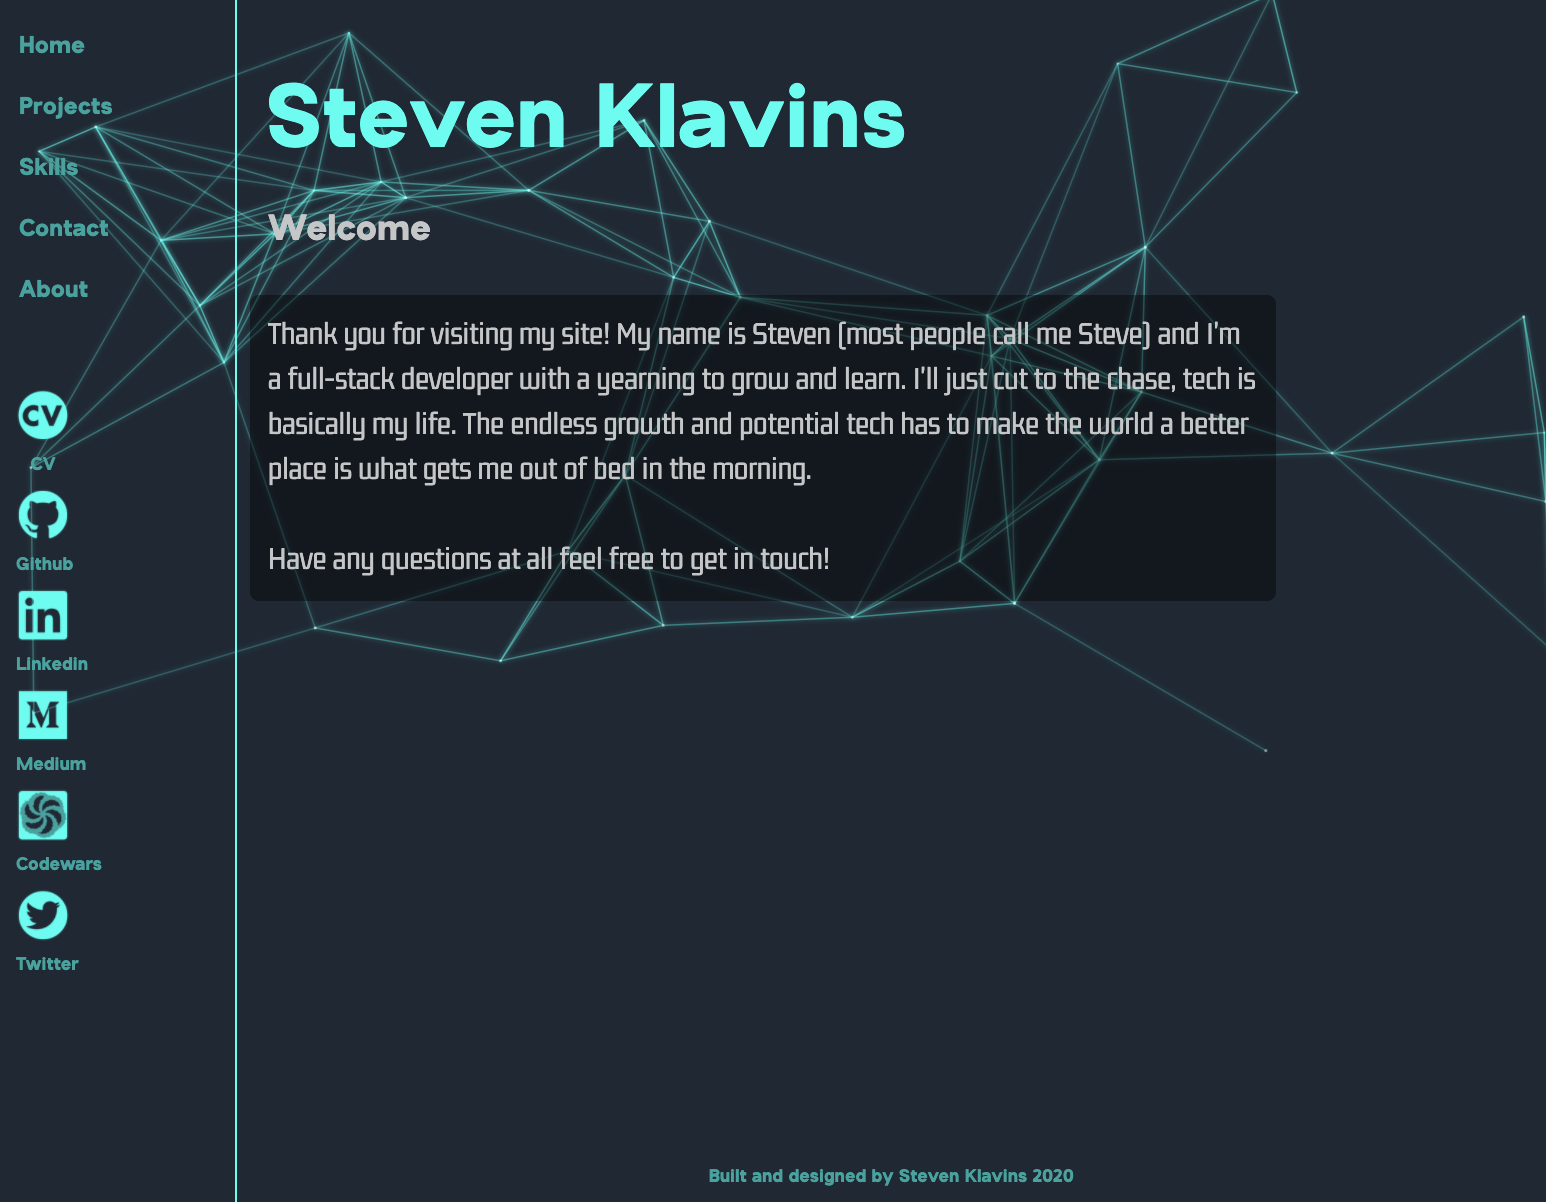 Home
Projects
Skills
Contact
About
CV
CV
Github
in
Linkedin
M
Medium
Codewars
Twitter
Steven Klavins
Welcome
Thank you for visiting my site! My name is Steven (most people call me Steve) and I'm
a full-stack developer with a yearning to grow and learn. I'll just cut to the chase, tech is
basically my life. The endless growth and potential tech has to make the world a better
place is what gets me out of bed in the morning.
Have any questions at all feel free to get in touch!
Built and designed by Steven Klavins 2020